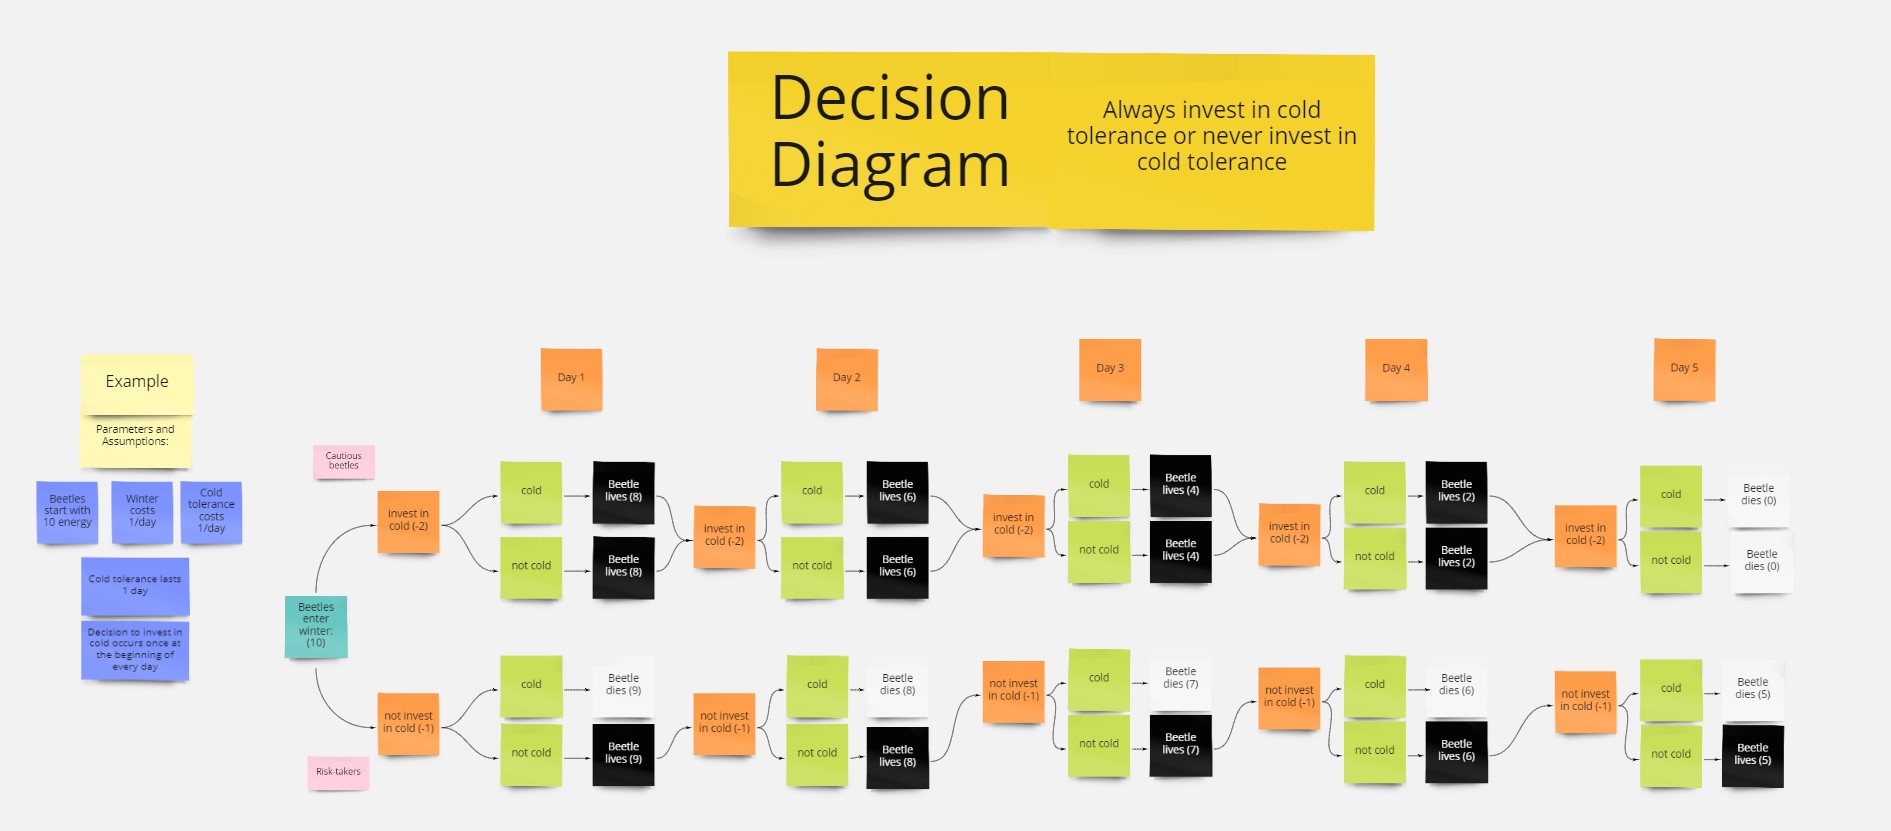 Decision
Diagram
Always invest in cold
tolerance or never invest in
cold tolerance
Example
Parameters and
Assumptions:
Beetles
start with
10 energy
Winter
costs
1/day
Cold
tolerance
costs
1/day
Cold tolerance lasts
1 day
Decision to invest in
cold occurs once at
the beginning of
every day
Day 1
Day 2
Day 3
Day 4
Day 5
Beetles
enter
winter:
(10)
Cautious
beetles
invest in
cold (-2)
cold
Beetle
lives (8)
not cold
Beetle
lives (8)
invest in
cold (-2)
cold
Beetle
lives (6)
not cold
Beetle
lives (6)
invest in
cold (-2)
cold
Beetle
lives (4)
not cold
Beetle
lives (4)
invest in
cold (-2)
cold
Beetle
lives (2)
not cold
Beetle
lives (2)
invest in
cold (-2)
cold
Beetle
dies (0)
not cold
Beetle
dies (0)
Risk-takers
not invest
in cold (-1)
cold
Beetle
dies (9)
not cold
Beetle
lives (9)
not invest
in cold (-1)
cold
Beetle
dies (8)
not cold
Beetle
lives (8)
not invest
in cold (-1)
cold
Beetle
dies (7)
not cold
Beetle
lives (7)
not invest
in cold (-1)
cold
Beetle
dies (6)
not cold
Beetle
lives (6)
not invest
in cold (-1)
cold
Beetle
dies (5)
not cold
Beetle
lives (5)